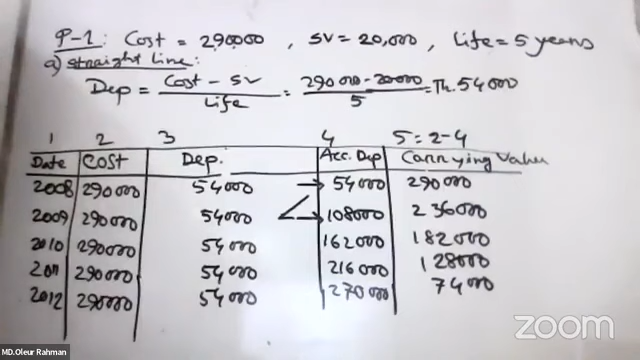 P-1: Cost = 290000, SV = 20,000, Life = 5 years
a) straight Line:
Dep = Cost - SV / Life = 290000 - 20000 / 5 = Tk. 54000
1 2 3 4 5 = 2-4
Date Cost Dep. Acc. Dep Carrying Value
2008 290000 54000 → 54000 290000
2009 290000 54000 108000 236000
2010 290000 54000 162000 182000
2011 290000 54000 216000 128000
2012 290000 54000 270000 74000
zoom
MD.Oleur Rahman